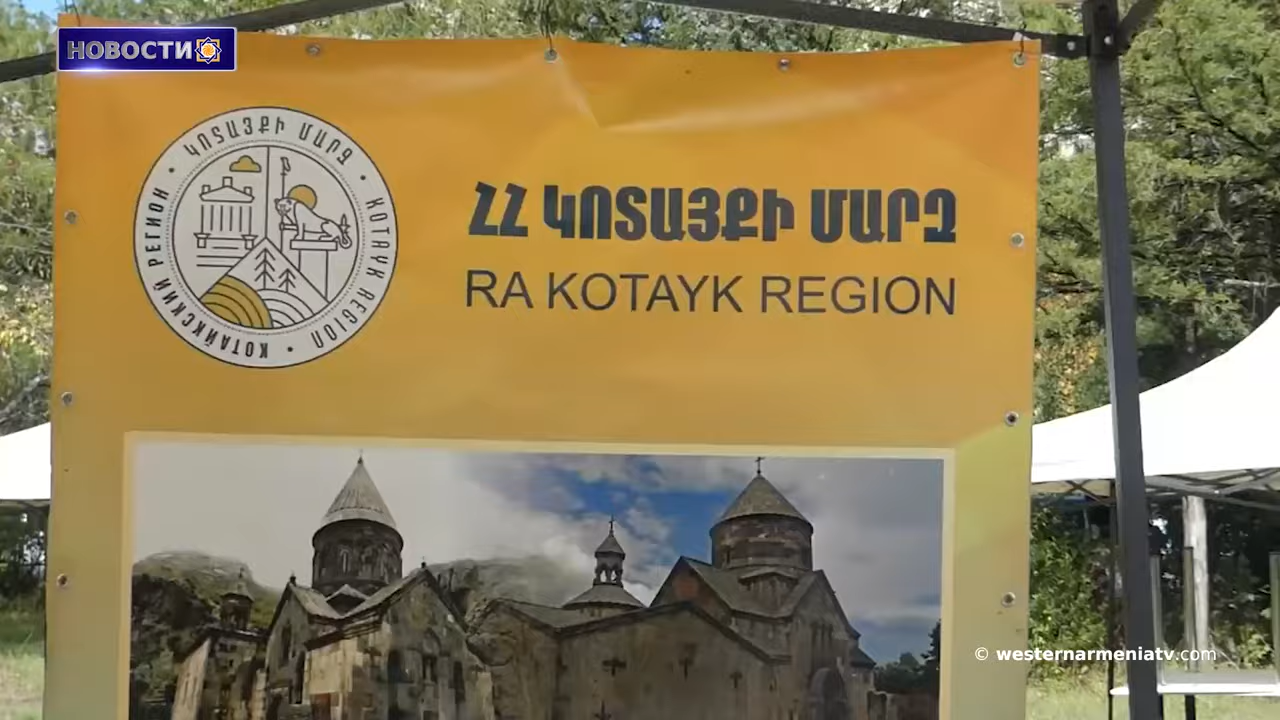 НОВОСТИ
ԿՈՏԱՅՔԻ ՄԱՐԶ • KOTAYK REGION • КОТАЙКСКИЙ РЕГИОН •
ՀՀ ԿՈՏԱՅՔԻ ՄԱՐԶ
RA KOTAYK REGION
© westernarmeniatv.com